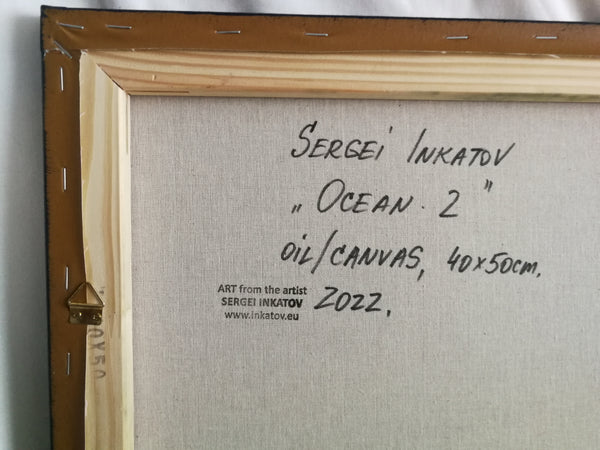 SERGEI INKATOV
„OCEAN. 2"
OIL/CANVAS, 40x50cm.
2022.
ART from the artist
SERGEI INKATOV
www.inkatov.eu